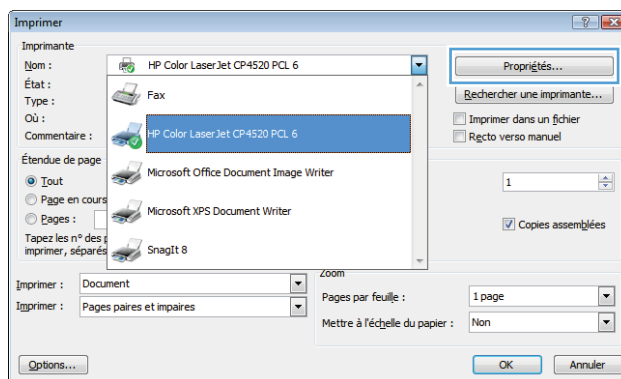 Imprimer
Imprimante
Nom :
HP Color LaserJet CP4520 PCL 6
Propriétés...
État :
Fax
Type :
Rechercher une imprimante...
Où :
Imprimer dans un fichier
Commentaire :
HP Color LaserJet CP4520 PCL 6
Recto verso manuel
Étendue de page
Microsoft Office Document Image Writer
Tout
1
Page en cours
Microsoft XPS Document Writer
Pages :
Copies assemblées
Tapez les n° des
imprimer, séparés
SnagIt 8
Zoom
Imprimer :
Document
Pages par feuille :
1 page
Imprimer :
Pages paires et impaires
Mettre à l'échelle du papier :
Non
Options...
OK
Annuler